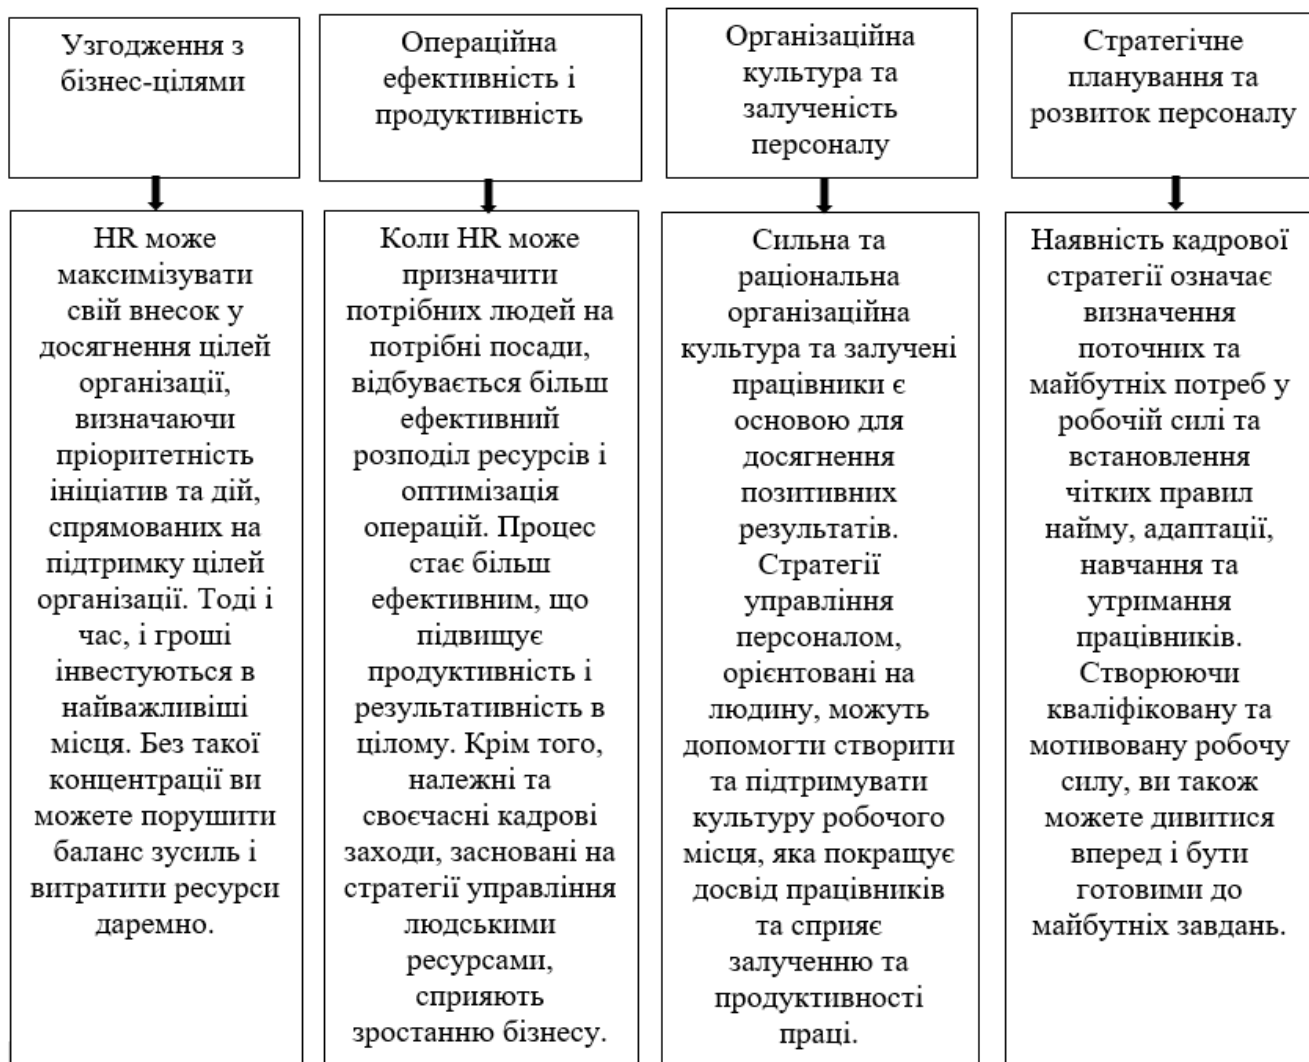 Узгодження з
бізнес-цілями
Операційна
ефективність і
продуктивність
Організаційна
культура та
залученість
персоналу
Стратегічне
планування та
розвиток персоналу
HR може
максимізувати
свій внесок у
досягнення цілей
організації,
визначаючи
пріоритетність
ініціатив та дій,
спрямованих на
підтримку цілей
організації. Тоді і
час, і гроші
інвестуються в
найважливіші
місця. Без такої
концентрації ви
можете порушити
баланс зусиль і
витратити ресурси
даремно.
Коли HR може
призначити
потрібних людей на
потрібні посади,
відбувається більш
ефективний
розподіл ресурсів і
оптимізація
операцій. Процес
стає більш
ефективним, що
підвищує
продуктивність і
результативність в
цілому. Крім того,
належні та
своєчасні кадрові
заходи, засновані на
стратегії управління
людськими
ресурсами,
сприяють
зростанню бізнесу.
Сильна та
раціональна
організаційна
культура та залучені
працівники є
основою для
досягнення
позитивних
результатів.
Стратегії
управління
персоналом,
орієнтовані на
людину, можуть
допомогти створити
та підтримувати
культуру робочого
місця, яка покращує
досвід працівників
та сприяє
залученню та
продуктивності
праці.
Наявність кадрової
стратегії означає
визначення
поточних та
майбутніх потреб у
робочій силі та
встановлення
чітких правил
найму, адаптації,
навчання та
утримання
працівників.
Створюючи
кваліфіковану та
мотивовану робочу
силу, ви також
можете дивитися
вперед і бути
готовими до
майбутніх завдань.